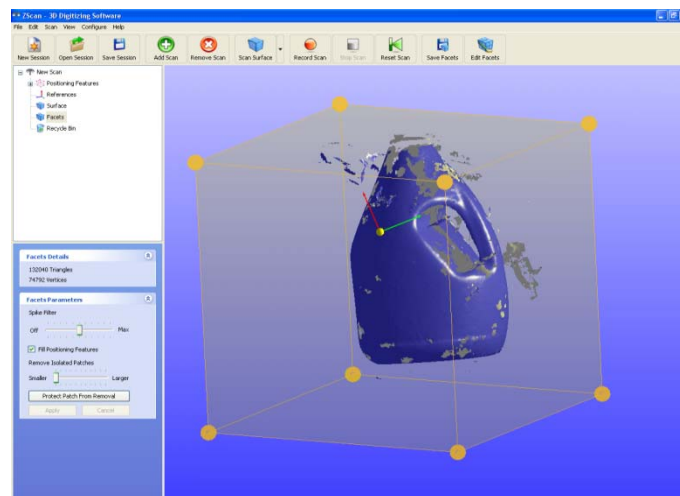 ZScan - 3D Digitizing Software
File Edit Scan View Configure Help
New Session Open Session Save Session Add Scan Remove Scan Scan Surface Record Scan Stop Scan Reset Scan Save Facets Edit Facets
New Scan
Positioning Features
References
Surface
Facets
Recycle Bin
Facets Details
132040 Triangles
74792 Vertices
Facets Parameters
Spike Filter
Off Max
Fill Positioning Features
Remove Isolated Patches
Smaller Larger
Protect Patch From Removal
Apply Cancel